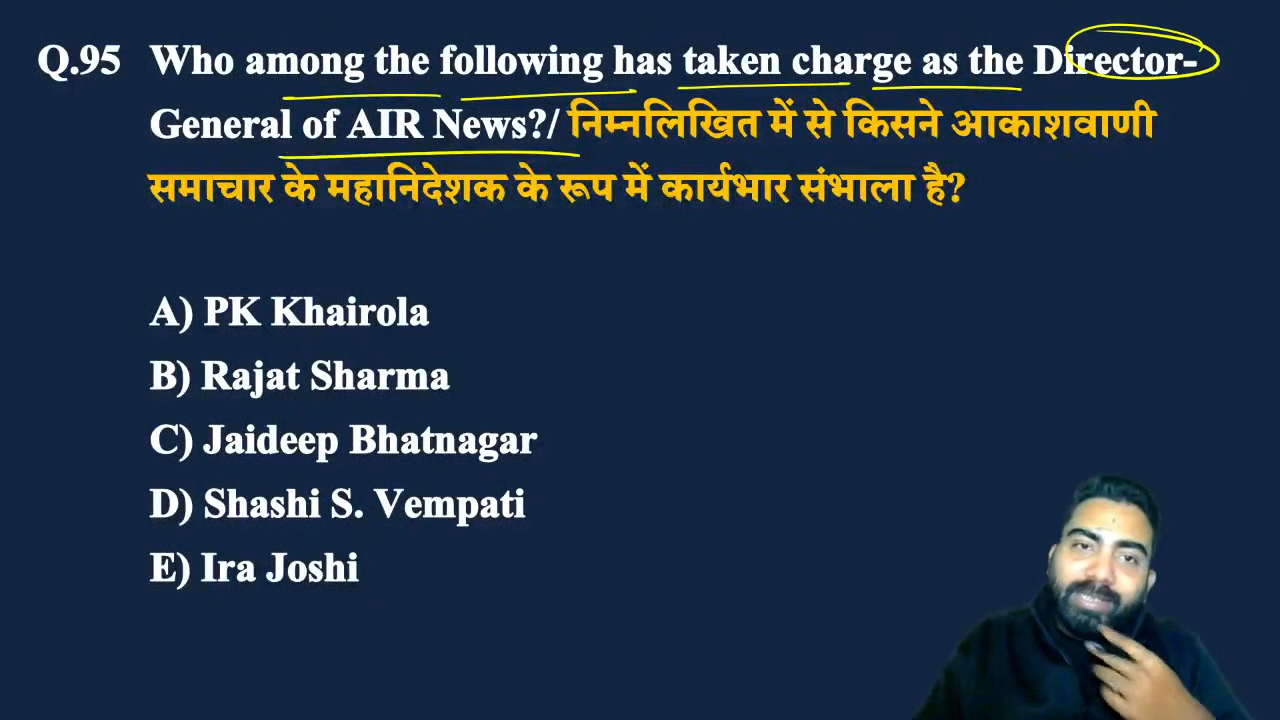 Q.95 Who among the following has taken charge as the Director-
General of AIR News?/ निम्नलिखित में से किसने आकाशवाणी
समाचार के महानिदेशक के रूप में कार्यभार संभाला है?
A) PK Khairola
B) Rajat Sharma
C) Jaideep Bhatnagar
D) Shashi S. Vempati
E) Ira Joshi